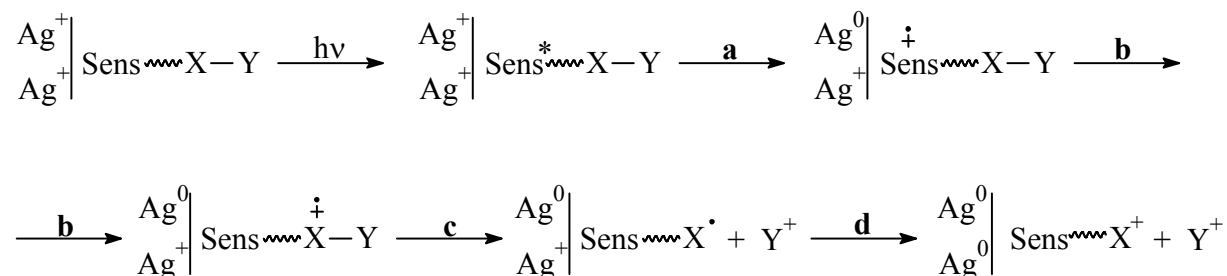 Ag⁺ Ag⁺ Ag⁰
Sens X–Y hν Sens* X–Y a Sens•+ X–Y b
Ag⁺ Ag⁺ Ag⁺
Ag⁰ Ag⁰ Ag⁰
b Sens X•+–Y c Sens X• + Y⁺ d Sens X⁺ + Y⁺
Ag⁺ Ag⁺ Ag⁰